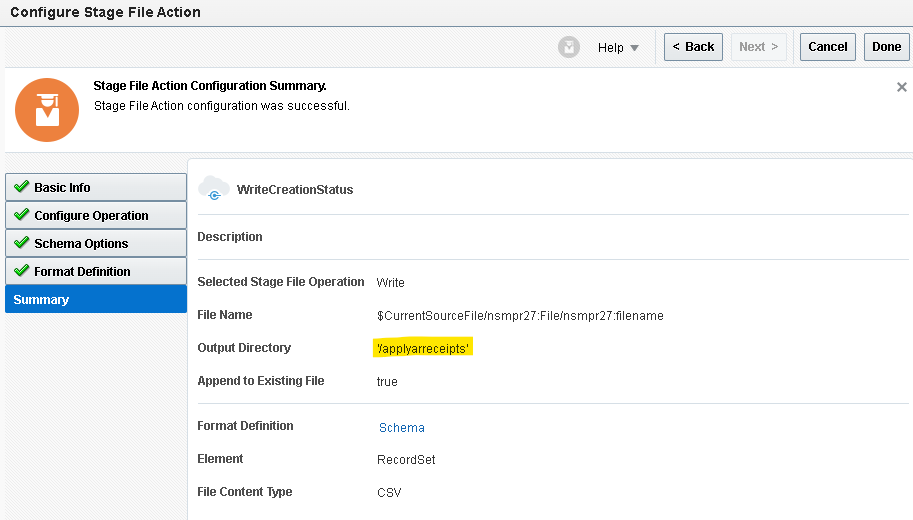 Configure Stage File Action
Help
< Back
Next >
Cancel
Done
Stage File Action Configuration Summary.
Stage File Action configuration was successful.
Basic Info
Configure Operation
Schema Options
Format Definition
Summary
WriteCreationStatus
Description
Selected Stage File Operation Write
File Name $CurrentSourceFile/nsmpr27:File/nsmpr27:filename
Output Directory '/applyarreceipts'
Append to Existing File true
Format Definition Schema
Element RecordSet
File Content Type CSV